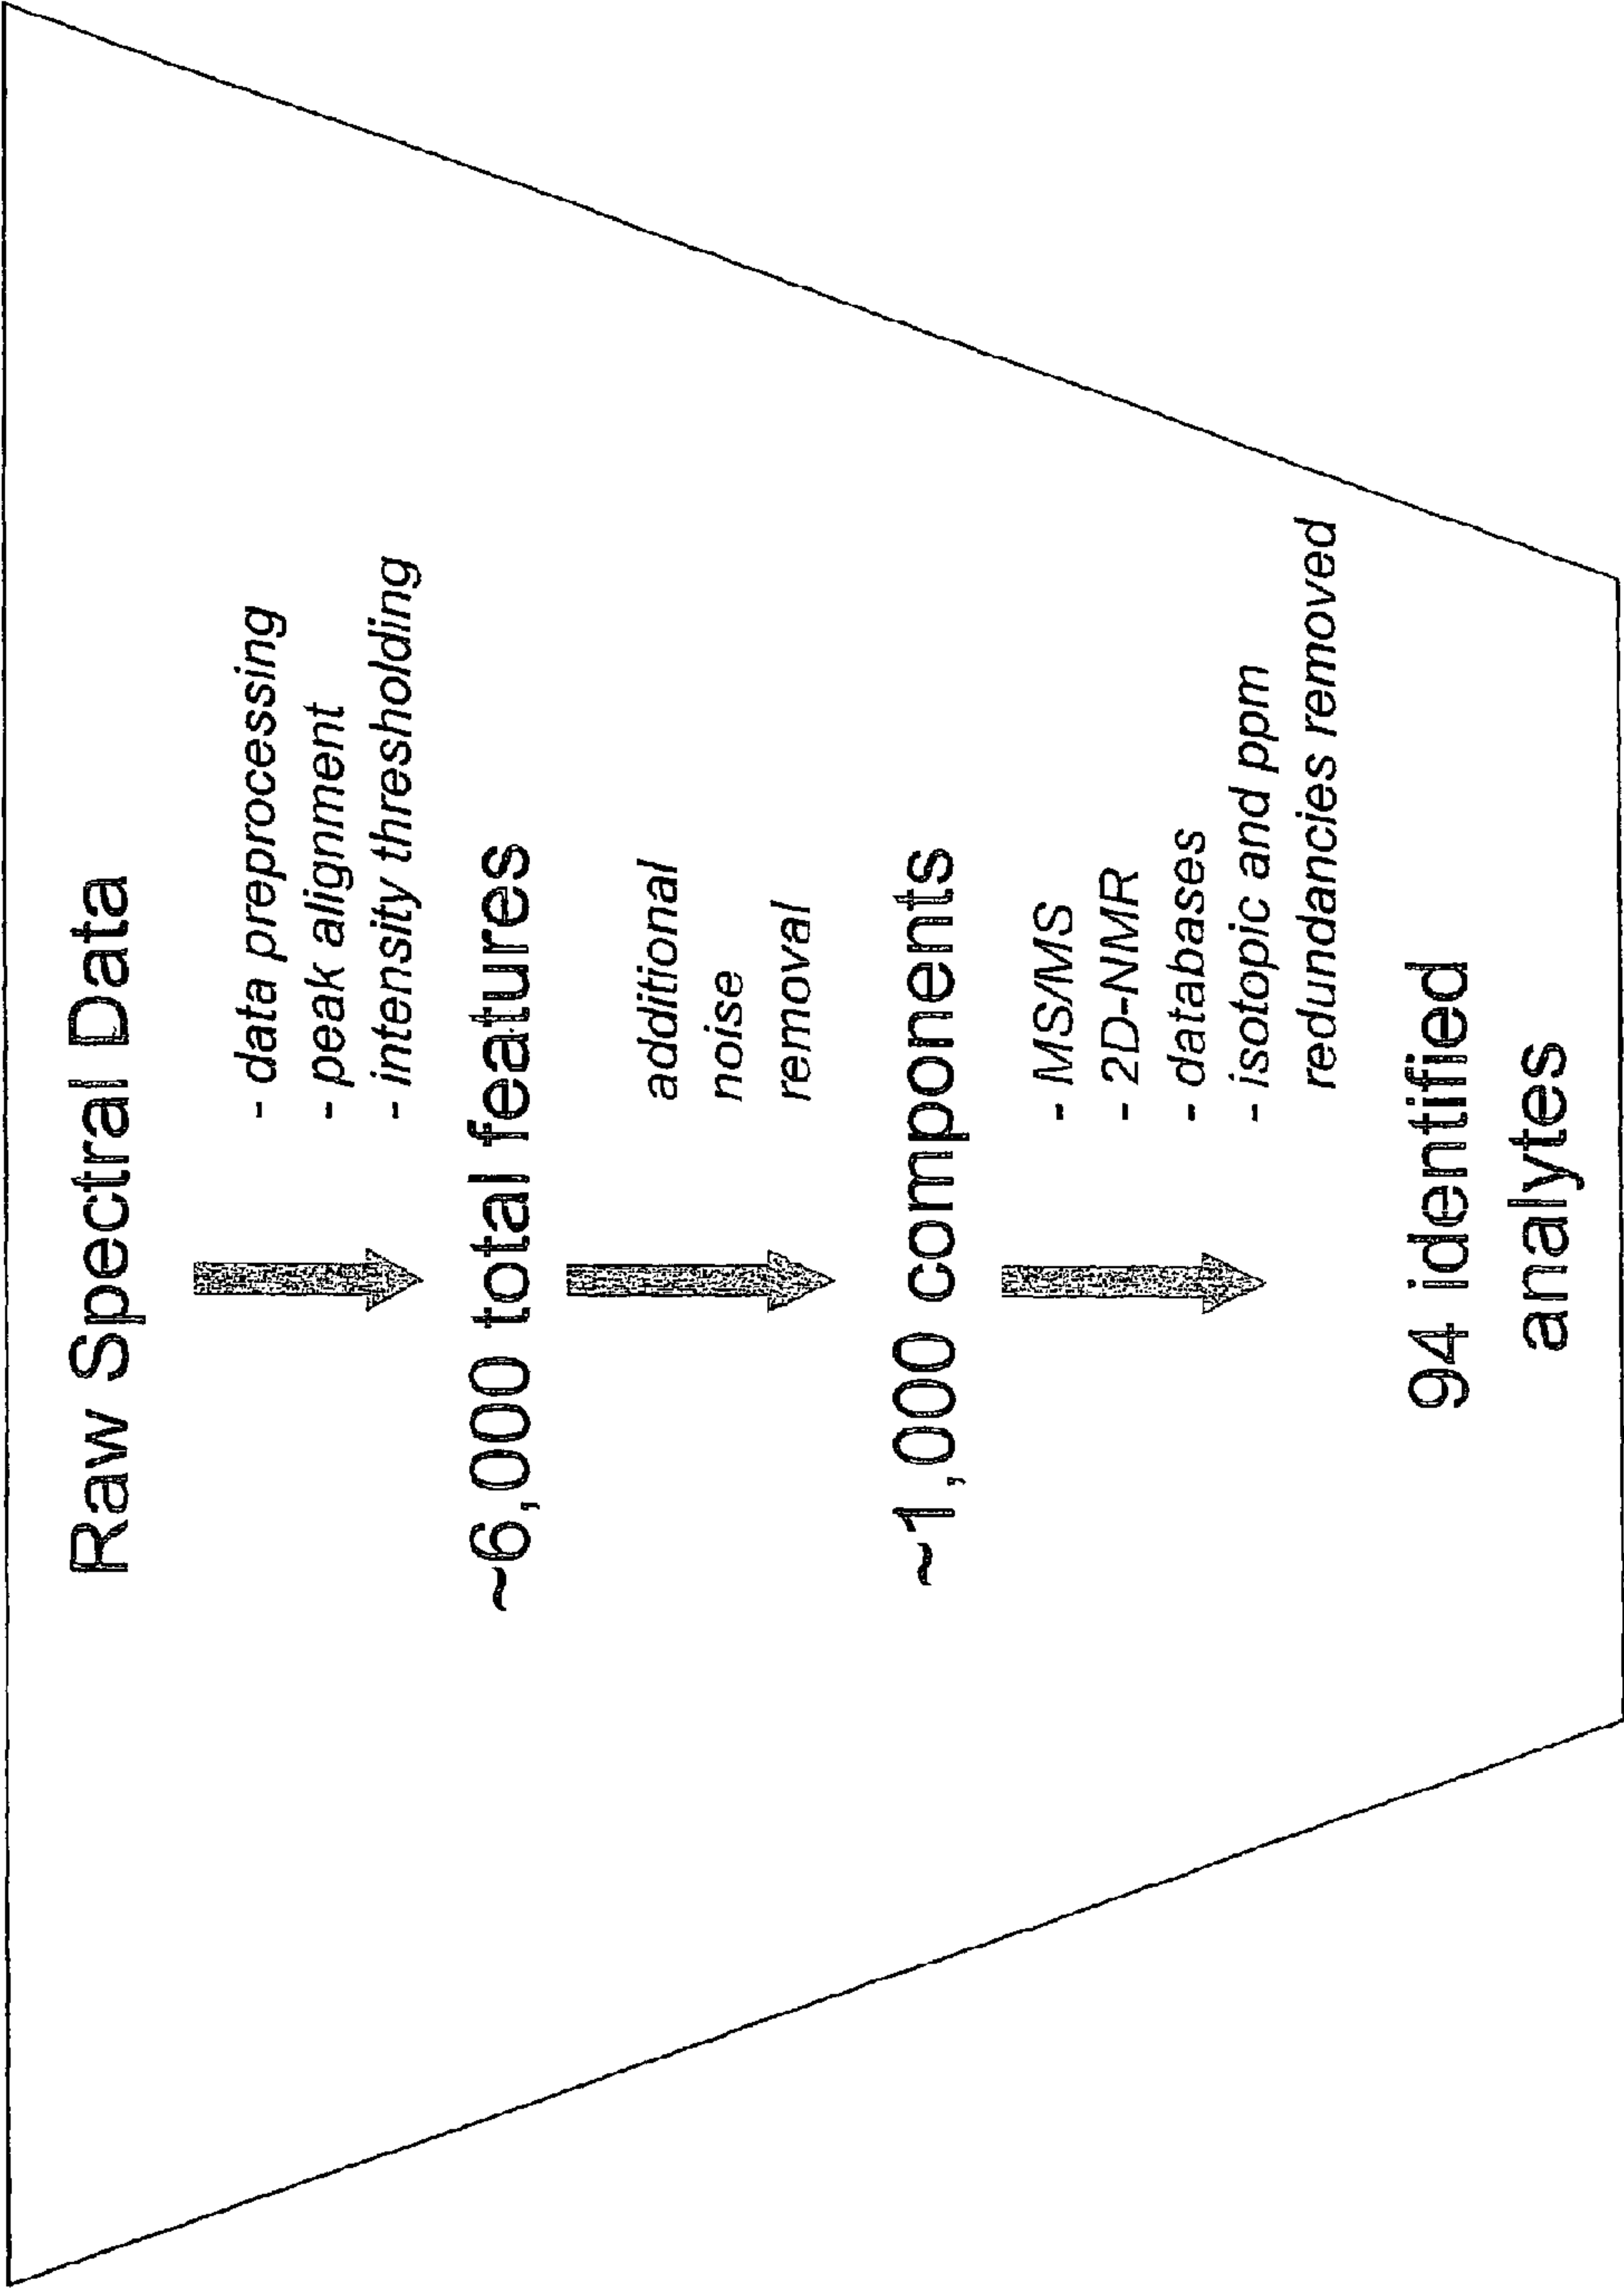 Raw Spectral Data
- data preprocessing
- peak alignment
- intensity thresholding
~6,000 total features
additional
noise
removal
~1,000 components
- MS/MS
- 2D-NMR
- databases
- isotopic and ppm
redundancies removed
94 identified
analytes